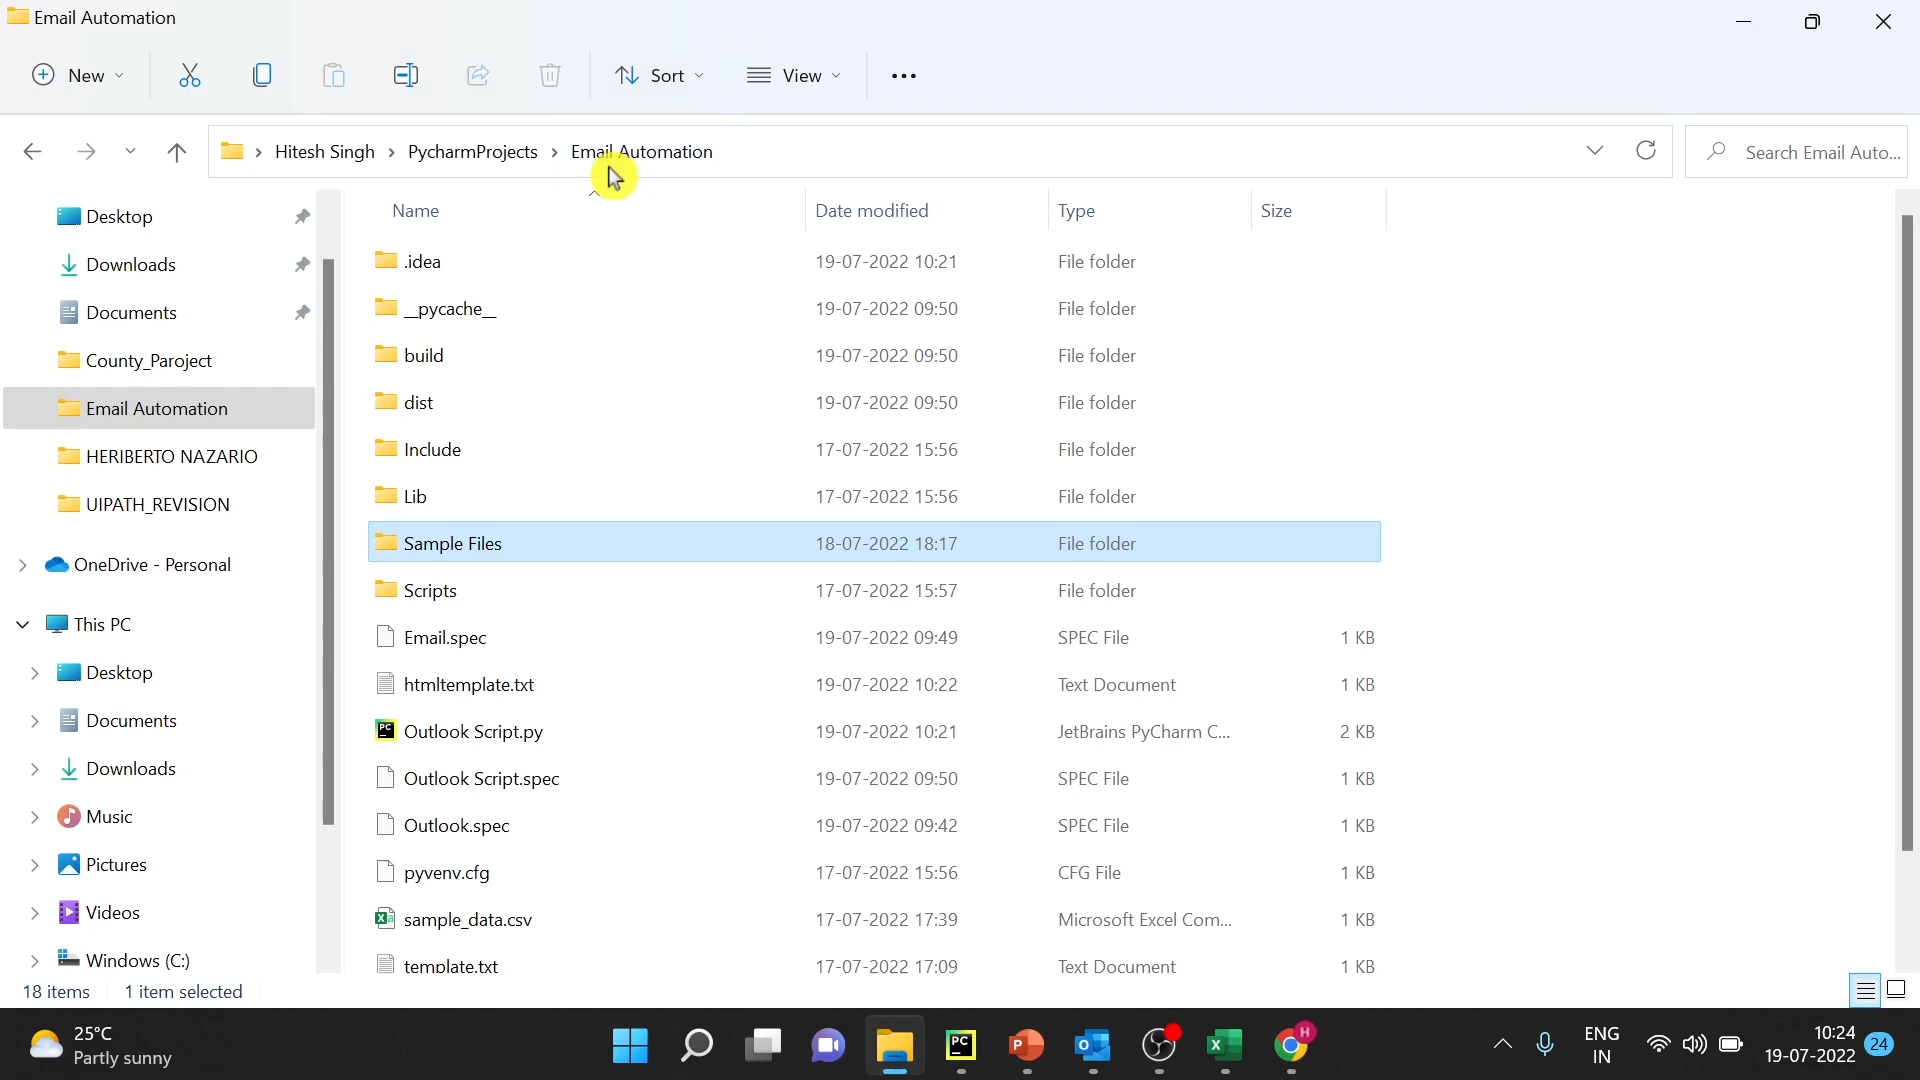 Email Automation
New
Sort
View
Hitesh Singh
PycharmProjects
Email Automation
Search Email Auto...
Desktop
Downloads
Documents
County_Paroject
Email Automation
HERIBERTO NAZARIO
UIPATH_REVISION
OneDrive - Personal
This PC
Desktop
Documents
Downloads
Music
Pictures
Videos
Windows (C:)
Name Date modified Type Size
.idea 19-07-2022 10:21 File folder
__pycache__ 19-07-2022 09:50 File folder
build 19-07-2022 09:50 File folder
dist 19-07-2022 09:50 File folder
Include 17-07-2022 15:56 File folder
Lib 17-07-2022 15:56 File folder
Sample Files 18-07-2022 18:17 File folder
Scripts 17-07-2022 15:57 File folder
Email.spec 19-07-2022 09:49 SPEC File 1 KB
htmltemplate.txt 19-07-2022 10:22 Text Document 1 KB
Outlook Script.py 19-07-2022 10:21 JetBrains PyCharm C... 2 KB
Outlook Script.spec 19-07-2022 09:50 SPEC File 1 KB
Outlook.spec 19-07-2022 09:42 SPEC File 1 KB
pyvenv.cfg 17-07-2022 15:56 CFG File 1 KB
sample_data.csv 17-07-2022 17:39 Microsoft Excel Com... 1 KB
template.txt 17-07-2022 17:09 Text Document 1 KB
18 items 1 item selected
25°C
Partly sunny
PC
P
O
X
H
ENG
IN
10:24
19-07-2022
24